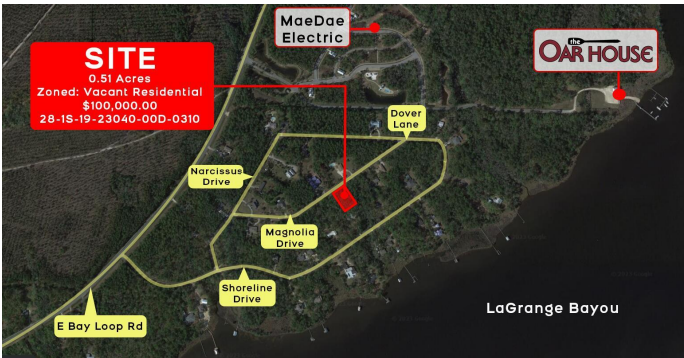 MaeDae
Electric
the
OAR HOUSE
SITE
0.51 Acres
Zoned: Vacant Residential
$100,000.00
28-1S-19-23040-00D-0310
Dover
Lane
Narcissus
Drive
Magnolia
Drive
Shoreline
Drive
E Bay Loop Rd
LaGrange Bayou